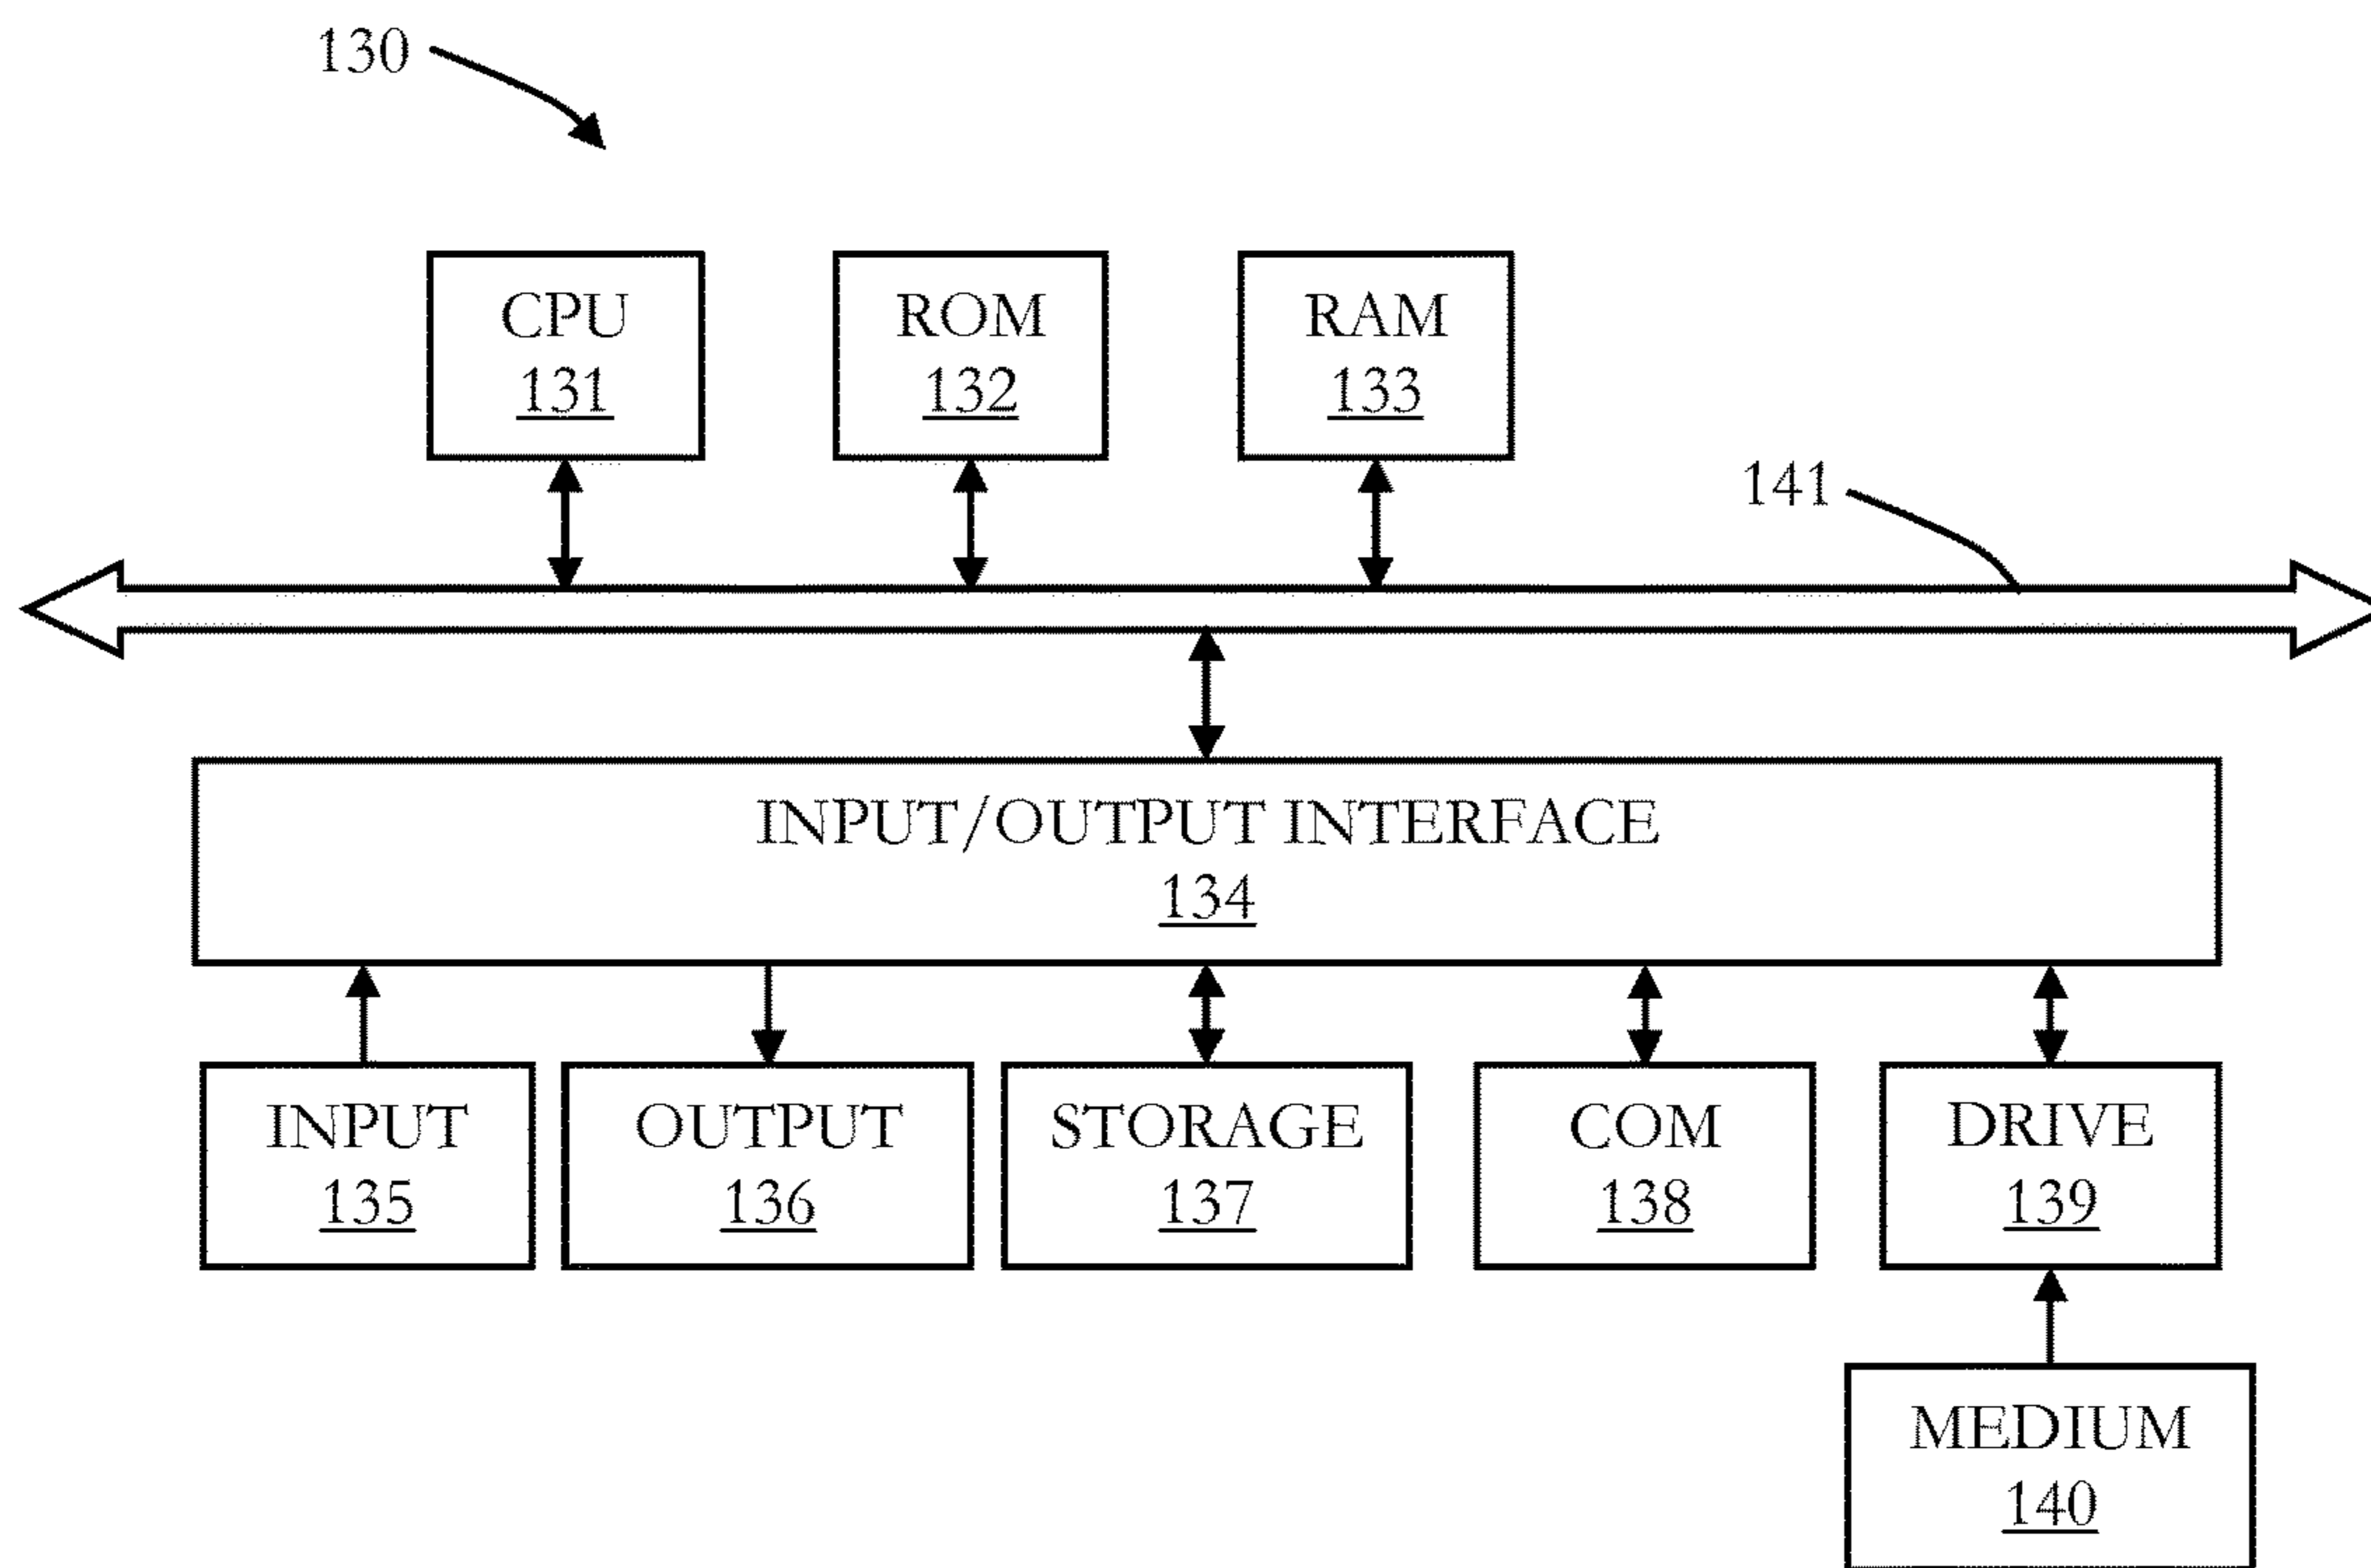 130
CPU
131
ROM
132
RAM
133
141
INPUT/OUTPUT INTERFACE
134
INPUT
135
OUTPUT
136
STORAGE
137
COM
138
DRIVE
139
MEDIUM
140